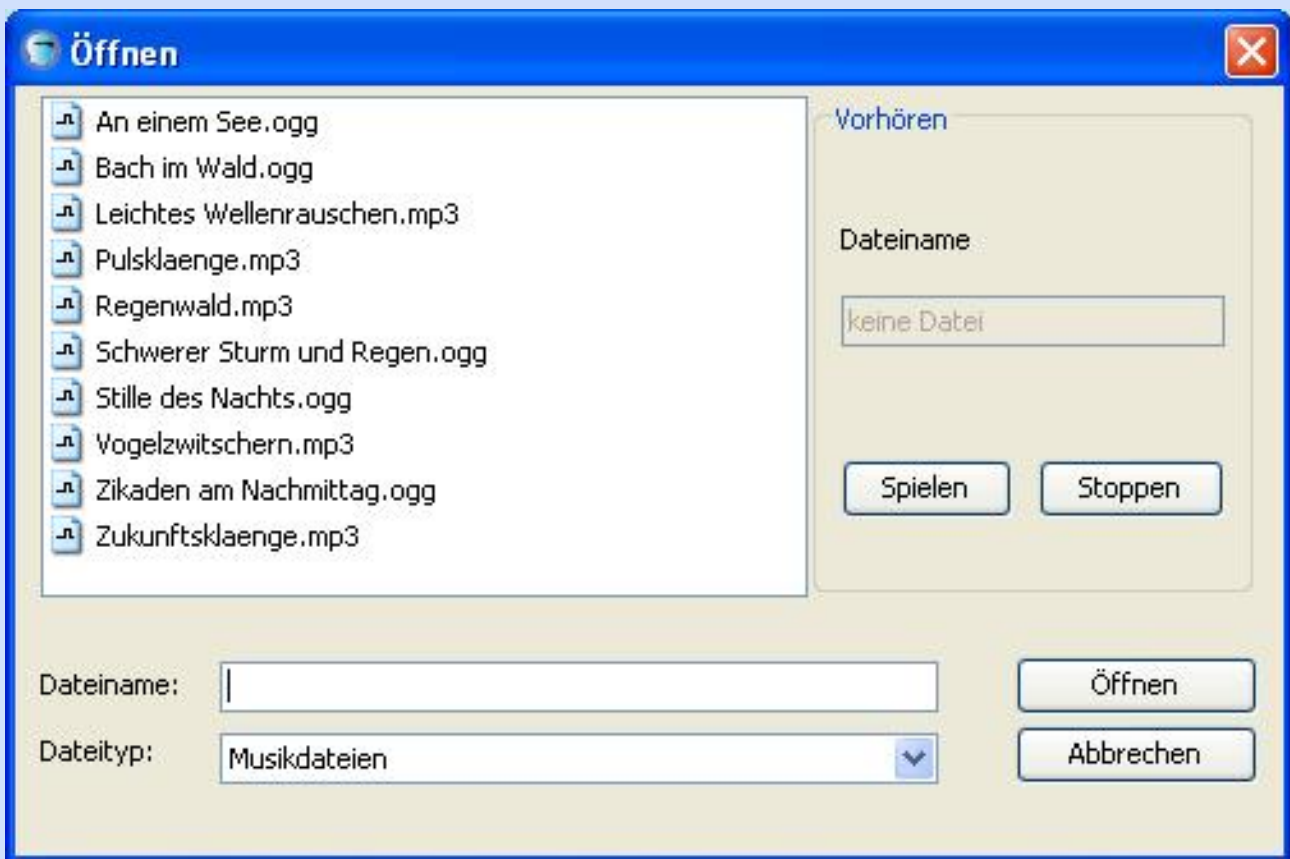 Öffnen
An einem See.ogg
Bach im Wald.ogg
Leichtes Wellenrauschen.mp3
Pulsklaenge.mp3
Regenwald.mp3
Schwerer Sturm und Regen.ogg
Stille des Nachts.ogg
Vogelzwitschern.mp3
Zikaden am Nachmittag.ogg
Zukunftsklaenge.mp3
Vorhören
Dateiname
keine Datei
Spielen
Stoppen
Dateiname:
Öffnen
Dateityp:
Musikdateien
Abbrechen